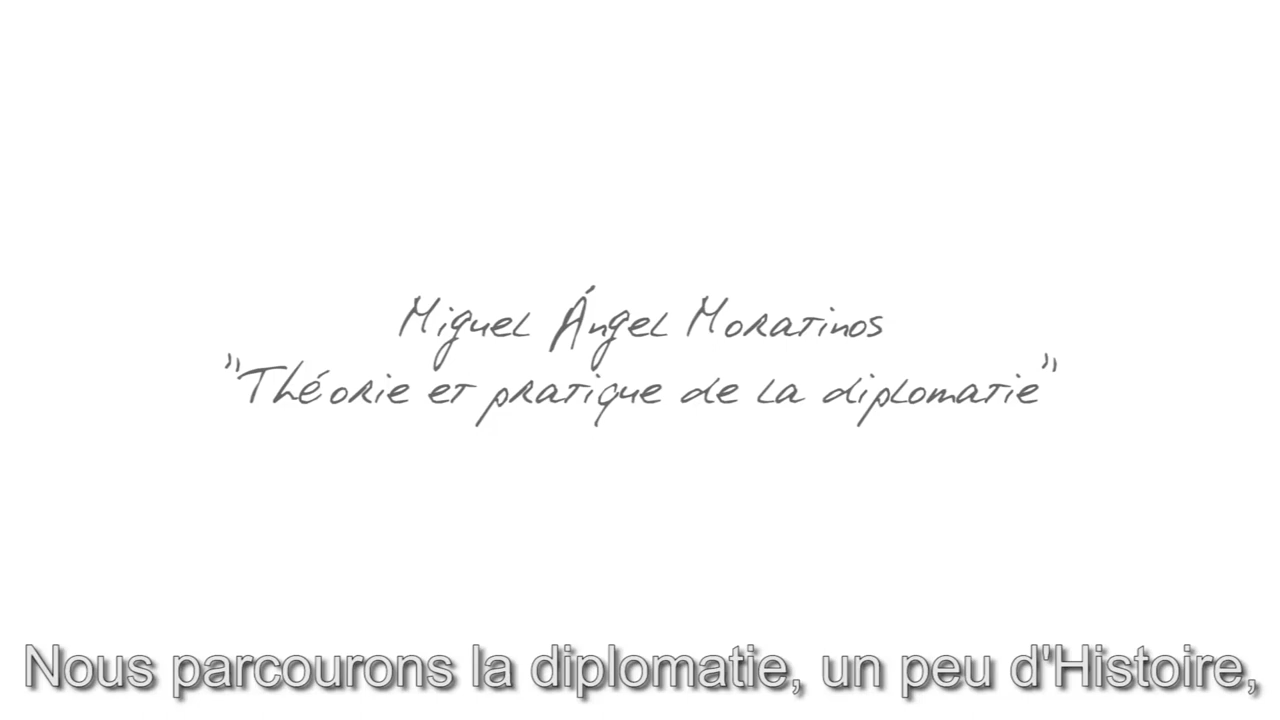 Miguel Ángel Moratinos
"Théorie et pratique de la diplomatie"
Nous parcourons la diplomatie, un peu d'Histoire,